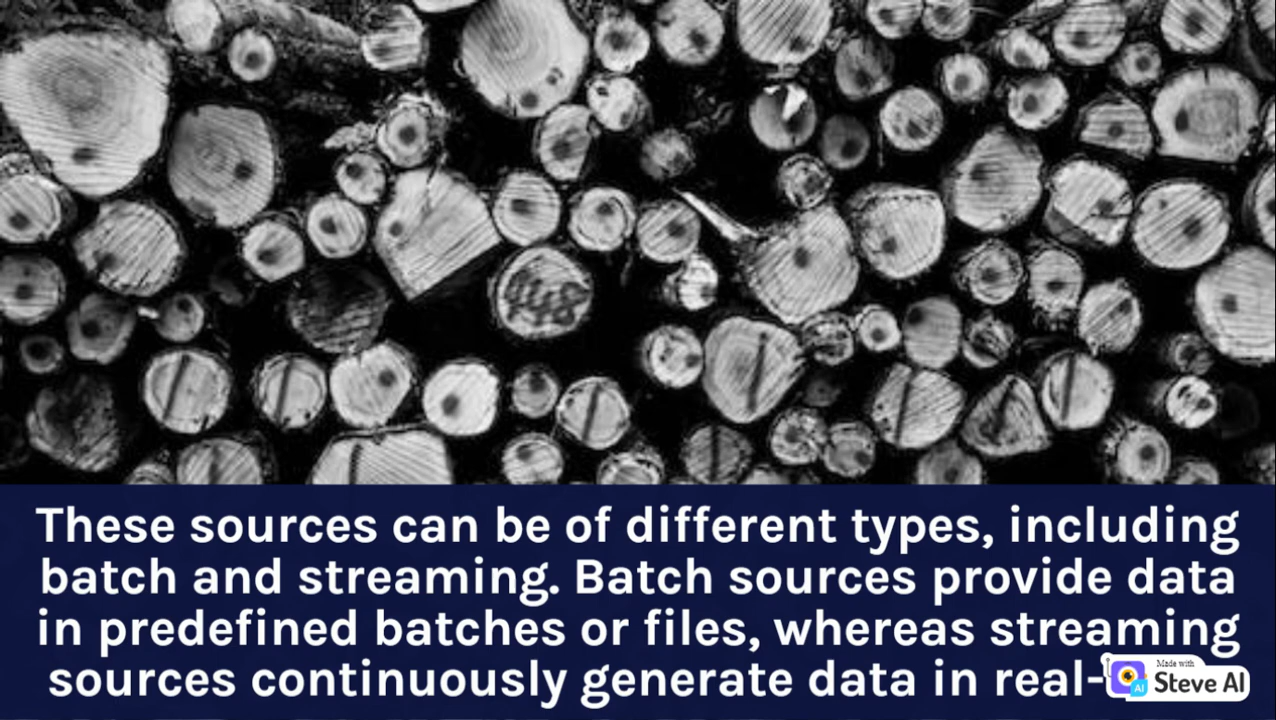 These sources can be of different types, including
batch and streaming. Batch sources provide data
in predefined batches or files, whereas streaming
sources continuously generate data in real-
Made with
AI Steve AI